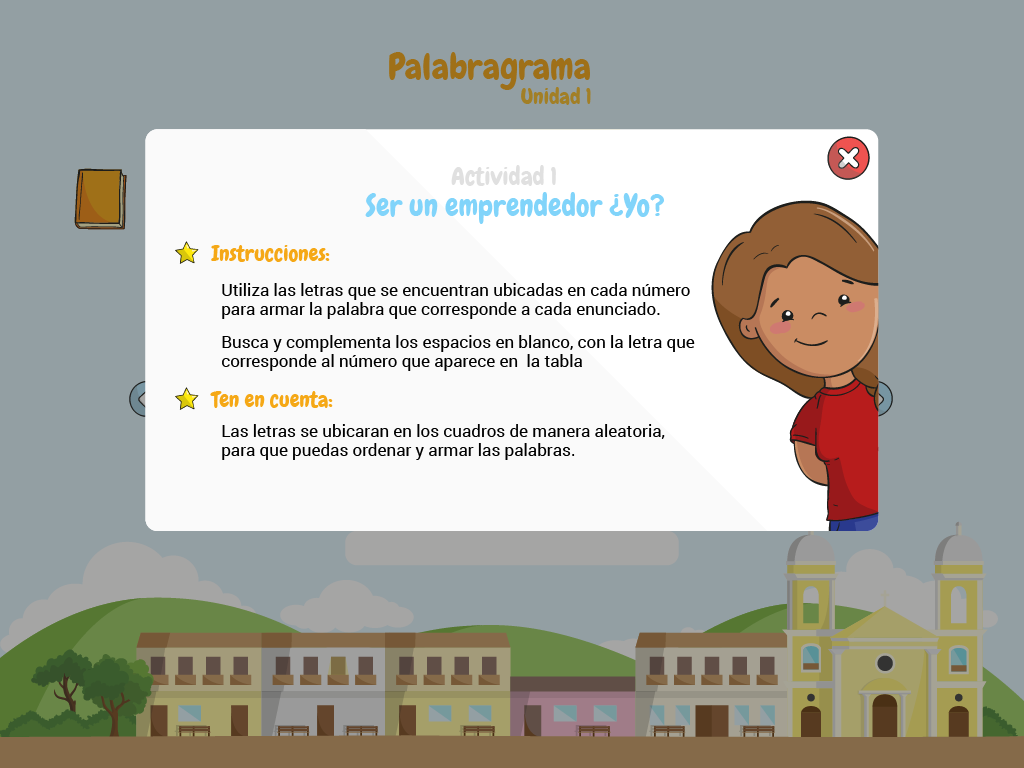 Palabragrama
Unidad 1
Actividad 1
Ser un emprendedor ¿Yo?
Instrucciones:
Utiliza las letras que se encuentran ubicadas en cada número
para armar la palabra que corresponde a cada enunciado.
Busca y complementa los espacios en blanco, con la letra que
corresponde al número que aparece en  la tabla
Ten en cuenta:
Las letras se ubicaran en los cuadros de manera aleatoria,
para que puedas ordenar y armar las palabras.